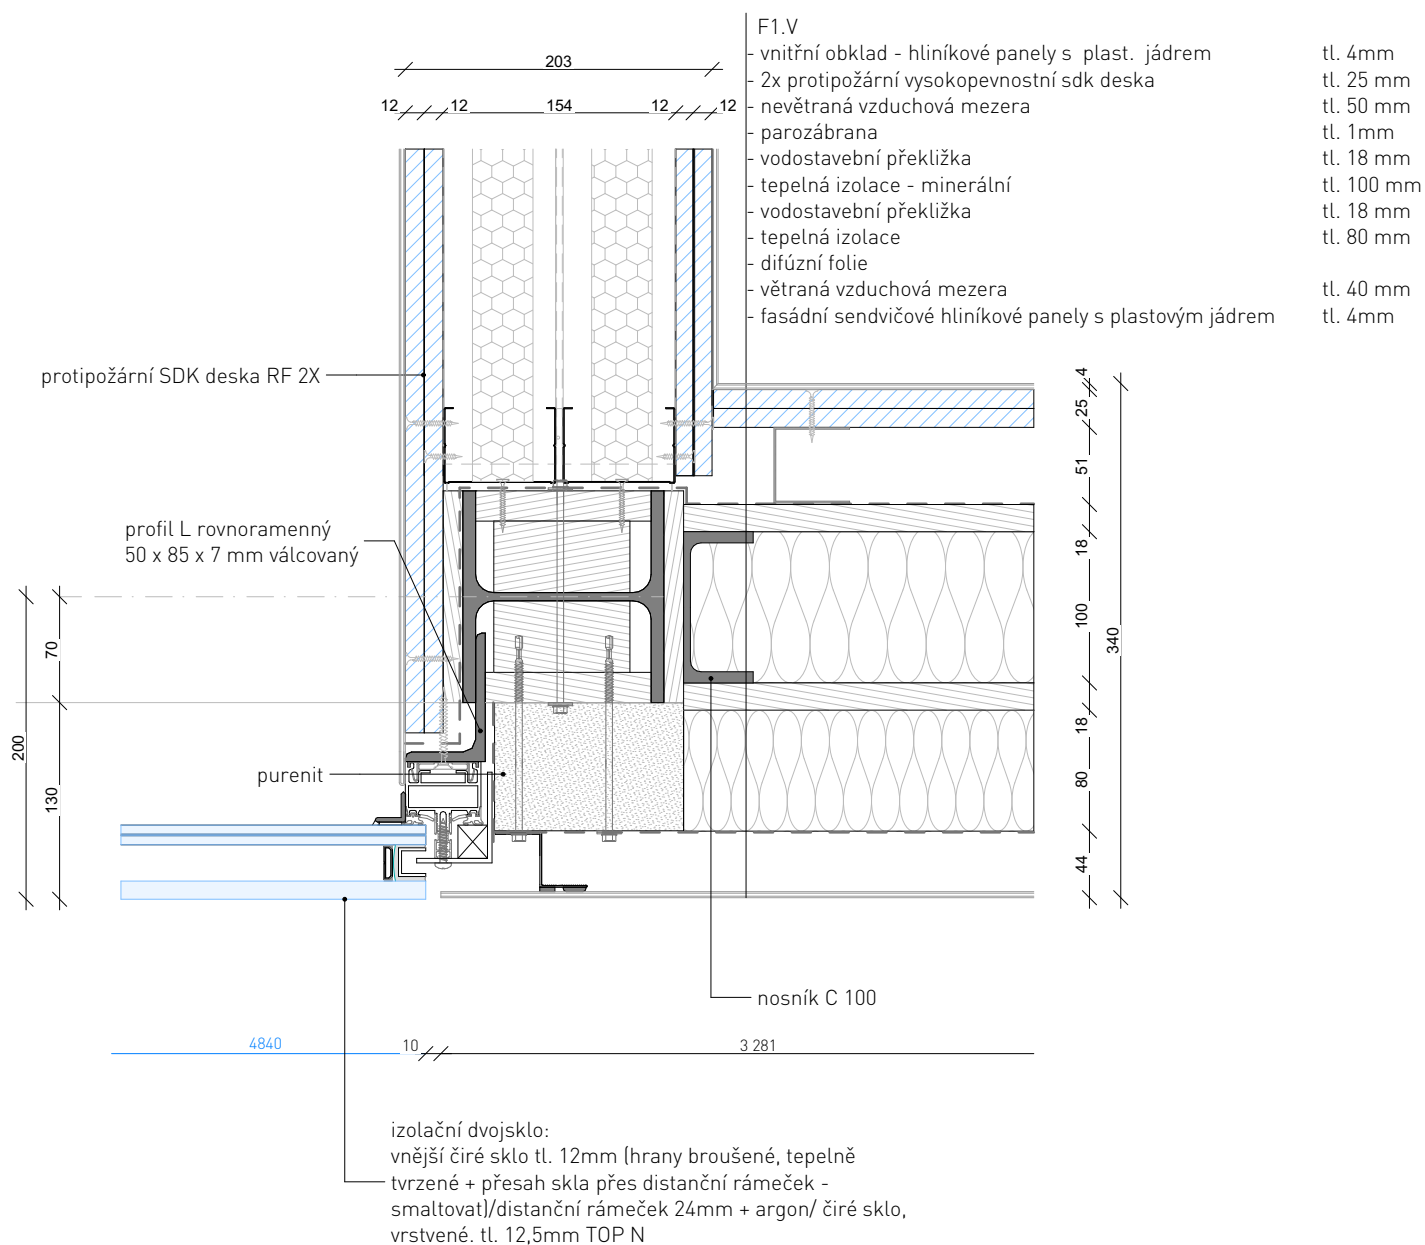 F1.V
- vnitřní obklad - hliníkové panely s plast. jádrem tl. 4mm
- 2x protipožární vysokopevnostní sdk deska tl. 25 mm
- nevětraná vzduchová mezera tl. 50 mm
- parozábrana tl. 1mm
- vodostavební překližka tl. 18 mm
- tepelná izolace - minerální tl. 100 mm
- vodostavební překližka tl. 18 mm
- tepelná izolace tl. 80 mm
- difúzní folie
- větraná vzduchová mezera tl. 40 mm
- fasádní sendvičové hliníkové panely s plastovým jádrem tl. 4mm
203
12 12 154 12 12
protipožární SDK deska RF 2X
profil L rovnoramenný
50 x 85 x 7 mm válcovaný
purenit
200
70
130
4
25
51
18
100
18
80
44
340
nosník C 100
4840 10 3 281
izolační dvojsklo:
vnější čiré sklo tl. 12mm (hrany broušené, tepelně
tvrzené + přesah skla přes distanční rámeček -
smaltovat)/distanční rámeček 24mm + argon/ čiré sklo,
vrstvené. tl. 12,5mm TOP N